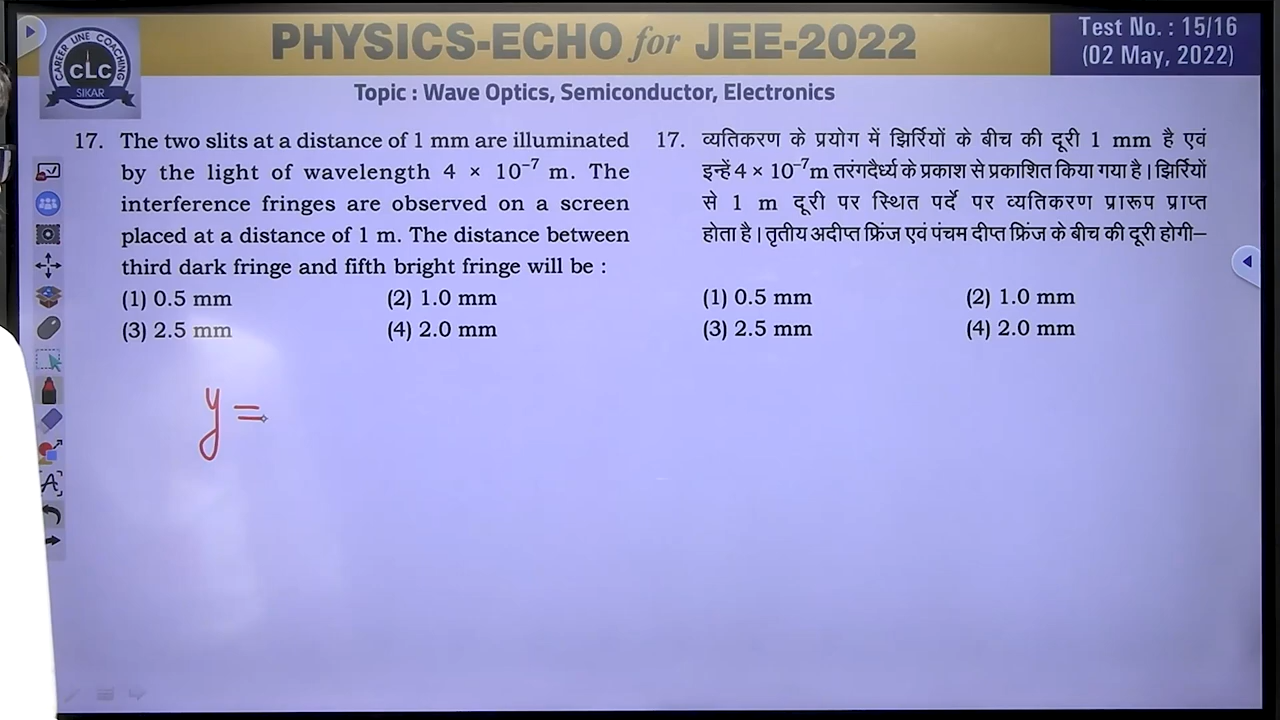 PHYSICS-ECHO for JEE-2022
Test No. : 15/16
(02 May, 2022)
CAREER LINE COACHING
CLC
SIKAR
Topic : Wave Optics, Semiconductor, Electronics
17. The two slits at a distance of 1 mm are illuminated
by the light of wavelength 4 × 10⁻⁷ m. The
interference fringes are observed on a screen
placed at a distance of 1 m. The distance between
third dark fringe and fifth bright fringe will be :
(1) 0.5 mm (2) 1.0 mm
(3) 2.5 mm (4) 2.0 mm
17. व्यतिकरण के प्रयोग में झिर्रियों के बीच की दूरी 1 mm है एवं
इन्हें 4 × 10⁻⁷m तरंगदैर्ध्य के प्रकाश से प्रकाशित किया गया है। झिर्रियों
से 1 m दूरी पर स्थित पर्दे पर व्यतिकरण प्रारूप प्राप्त
होता है। तृतीय अदीप्त फ्रिंज एवं पंचम दीप्त फ्रिंज के बीच की दूरी होगी–
(1) 0.5 mm (2) 1.0 mm
(3) 2.5 mm (4) 2.0 mm
y =